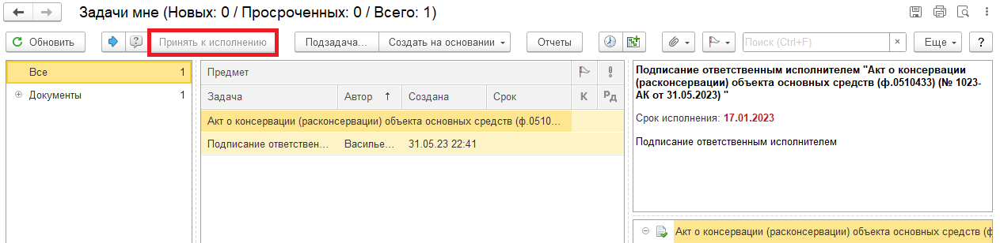 Задачи мне (Новых: 0 / Просроченных: 0 / Всего: 1)
Обновить Принять к исполнению Подзадача... Создать на основании Отчеты Поиск (Ctrl+F) × Еще ?
Все 1
Документы 1
Предмет
Задача Автор ↑ Создана Срок К Рд
Акт о консервации (расконсервации) объекта основных средств (ф.0510...
Подписание ответствен... Василье... 31.05.23 22:41
Подписание ответственным исполнителем "Акт о консервации
(расконсервации) объекта основных средств (ф.0510433) (№ 1023-
АК от 31.05.2023) "
Срок исполнения: 17.01.2023
Подписание ответственным исполнителем
Акт о консервации (расконсервации) объекта основных средств (ф